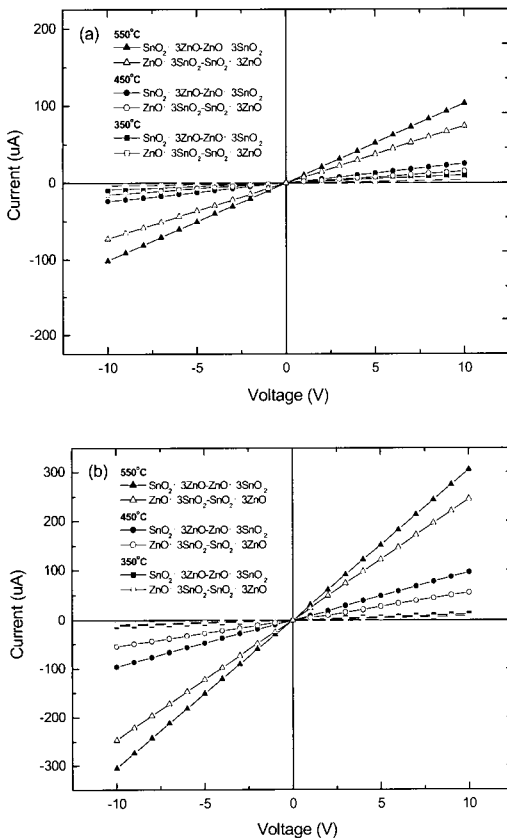 (a)
550°C
SnO₂· 3ZnO-ZnO· 3SnO₂
ZnO· 3SnO₂-SnO₂· 3ZnO
450°C
SnO₂· 3ZnO-ZnO· 3SnO₂
ZnO· 3SnO₂-SnO₂· 3ZnO
350°C
SnO₂· 3ZnO-ZnO· 3SnO₂
ZnO· 3SnO₂-SnO₂· 3ZnO
200
100
0
-100
-200
Current (uA)
-10
-5
0
5
10
Voltage (V)
(b)
550°C
SnO₂· 3ZnO-ZnO· 3SnO₂
ZnO· 3SnO₂-SnO₂· 3ZnO
450°C
SnO₂· 3ZnO-ZnO· 3SnO₂
ZnO· 3SnO₂-SnO₂· 3ZnO
350°C
SnO₂· 3ZnO-ZnO· 3SnO₂
ZnO· 3SnO₂-SnO₂· 3ZnO
300
200
100
0
-100
-200
-300
Current (uA)
-10
-5
0
5
10
Voltage (V)